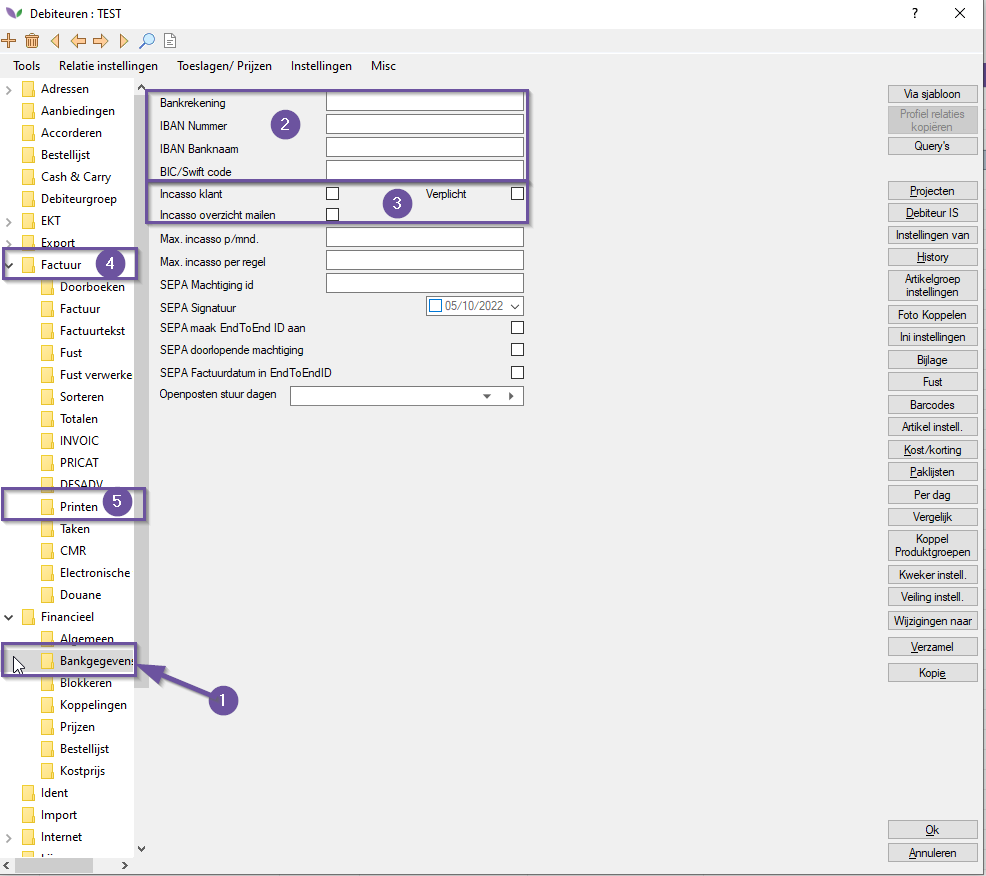 Debiteuren : TEST
?
Tools Relatie instellingen Toeslagen/ Prijzen Instellingen Misc
Adressen
Aanbiedingen
Accorderen
Bestellijst
Cash & Carry
Debiteurgroep
EKT
Export
Factuur 4
Doorboeken
Factuur
Factuurtekst
Fust
Fust verwerke
Sorteren
Totalen
INVOIC
PRICAT
DESADV
Printen 5
Taken
CMR
Electronische
Douane
Financieel
Algemeen
Bankgegevens
Blokkeren
Koppelingen
Prijzen
Bestellijst
Kostprijs
Ident
Import
Internet
1
Bankrekening
IBAN Nummer 2
IBAN Banknaam
BIC/Swift code
Incasso klant Verplicht
3
Incasso overzicht mailen
Max. incasso p/mnd.
Max. incasso per regel
SEPA Machtiging id
SEPA Signatuur 05/10/2022
SEPA maak EndToEnd ID aan
SEPA doorlopende machtiging
SEPA Factuurdatum in EndToEndID
Openposten stuur dagen
Via sjabloon
Profiel relaties
kopiëren
Query's
Projecten
Debiteur IS
Instellingen van
History
Artikelgroep
instellingen
Foto Koppelen
Ini instellingen
Bijlage
Fust
Barcodes
Artikel instell.
Kost/korting
Paklijsten
Per dag
Vergelijk
Koppel
Produktgroepen
Kweker instell.
Veiling instell.
Wijzigingen naar
Verzamel
Kopie
Ok
Annuleren